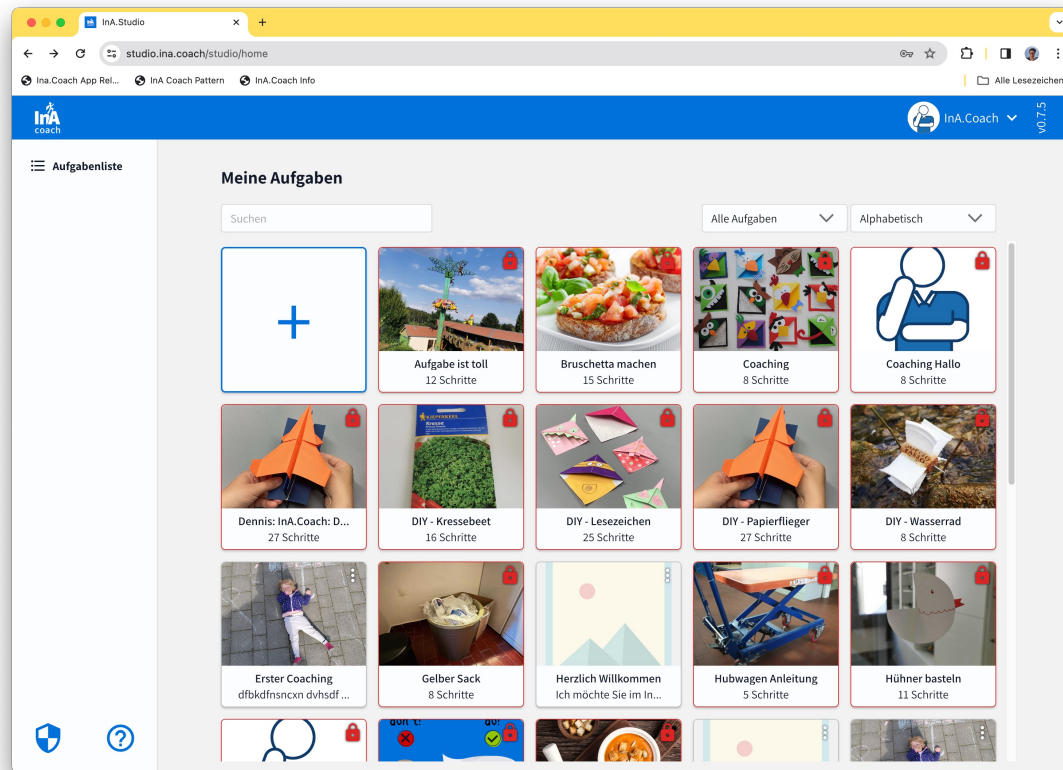 InA.Studio
studio.ina.coach/studio/home
Ina.Coach App Rel...
InA Coach Pattern
InA.Coach Info
Alle Lesezeichen
InA
coach
InA.Coach
v0.7.5
Aufgabenliste
Meine Aufgaben
Suchen
Alle Aufgaben
Alphabetisch
Aufgabe ist toll
12 Schritte
Bruschetta machen
15 Schritte
Coaching
8 Schritte
Coaching Hallo
8 Schritte
KIEPENKERL
Kresse
Dennis: InA.Coach: D...
27 Schritte
DIY - Kressebeet
16 Schritte
DIY - Lesezeichen
25 Schritte
DIY - Papierflieger
27 Schritte
DIY - Wasserrad
8 Schritte
Erster Coaching
dfbkdfnsncxn dvhsdf ...
Gelber Sack
8 Schritte
Herzlich Willkommen
Ich möchte Sie im In...
Hubwagen Anleitung
5 Schritte
Hühner basteln
11 Schritte
don't!
do!